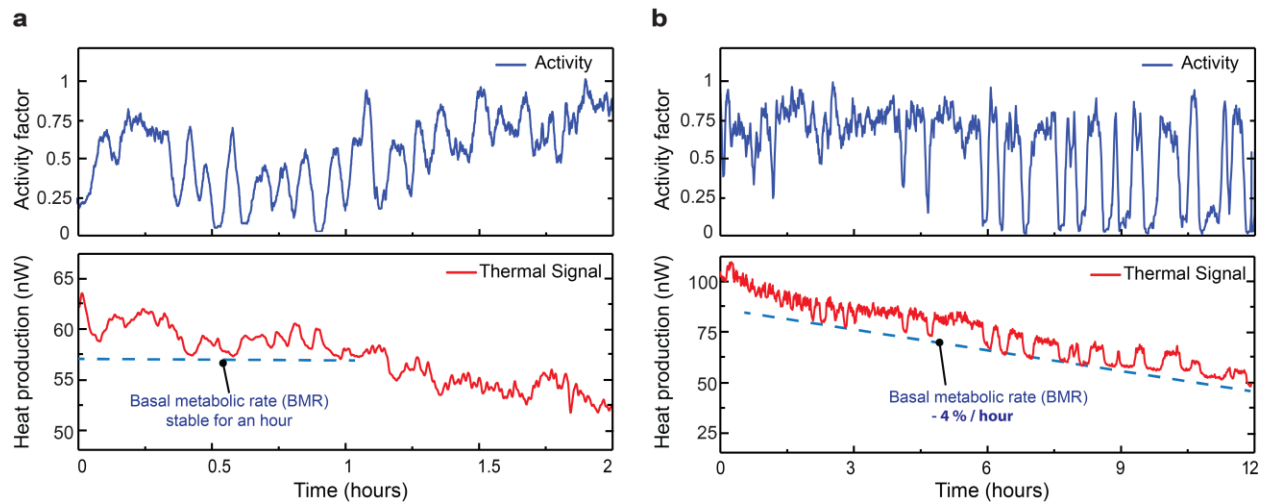 a
Activity
Activity factor
1
0.75
0.5
0.25
0
Thermal Signal
Heat production (nW)
65
60
55
50
Basal metabolic rate (BMR)
stable for an hour
0
0.5
1
1.5
2
Time (hours)
b
Activity
Activity factor
1
0.75
0.5
0.25
0
Thermal Signal
Heat production (nW)
100
75
50
25
Basal metabolic rate (BMR)
- 4 % / hour
0
3
6
9
12
Time (hours)